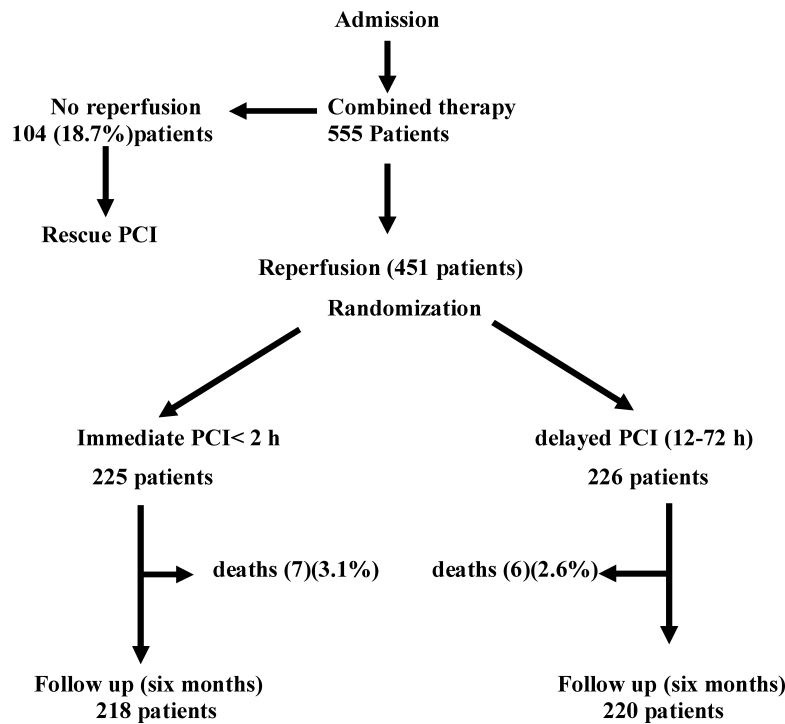 Admission
No reperfusion
104 (18.7%)patients
Combined therapy
555 Patients
Rescue PCI
Reperfusion (451 patients)
Randomization
Immediate PCI< 2 h
225 patients
delayed PCI (12-72 h)
226 patients
deaths (7)(3.1%)
deaths (6)(2.6%)
Follow up (six months)
218 patients
Follow up (six months)
220 patients